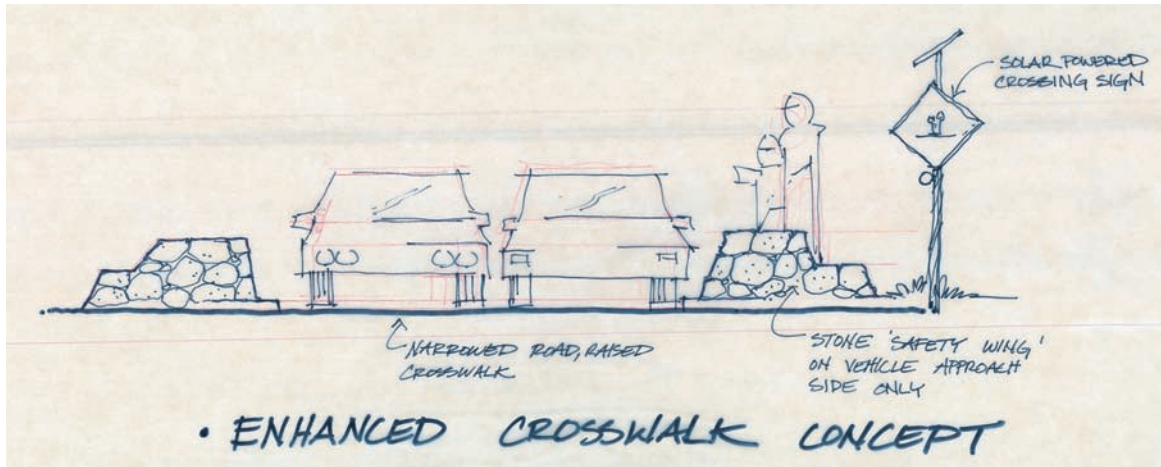 SOLAR POWERED
CROSSING SIGN
NARROWED ROAD, RAISED
CROSSWALK
STONE 'SAFETY WING'
ON VEHICLE APPROACH
SIDE ONLY
• ENHANCED CROSSWALK CONCEPT